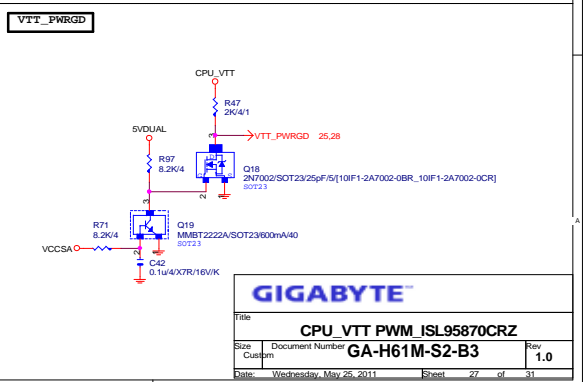 VTT_PWRGD
CPU_VTT
R47
2K/4/1
3
VTT_PWRGD 25,28
5VDUAL
R97
8.2K/4
D
G
S
Q18
2N7002/SOT23/25pF/5/[10IF1-2A7002-0BR_10IF1-2A7002-0CR]
SOT23
2
3
R71
8.2K/4
Q19
MMBT2222A/SOT23/600mA/40
SOT23
VCCSA
2
C42
0.1u/4/X7R/16V/K
A
GIGABYTE™
Title
CPU_VTT PWM_ISL95870CRZ
Size
Custom
Document Number
GA-H61M-S2-B3
Rev
1.0
Date: Wednesday, May 25, 2011
Sheet 27 of 31